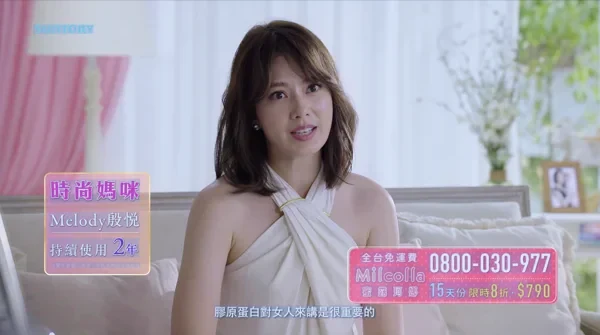 時尚媽咪
Melody殷悦
持續使用 2年
全台免運費
Milcolla
0800-030-977
15天份 限時8折・$790
膠原蛋白對女人來講是很重要的